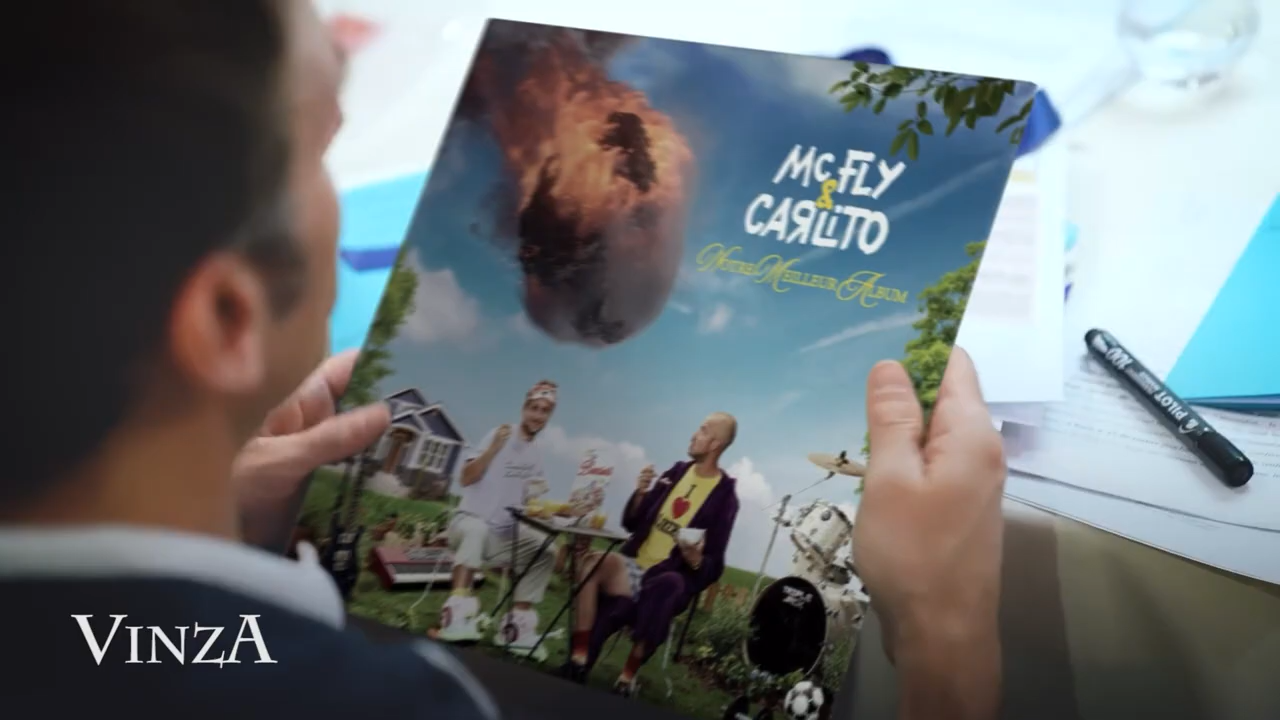 MC FLY
&
CARLITO
NOTRE MEILLEUR ALBUM
I
PILOT
VINZA